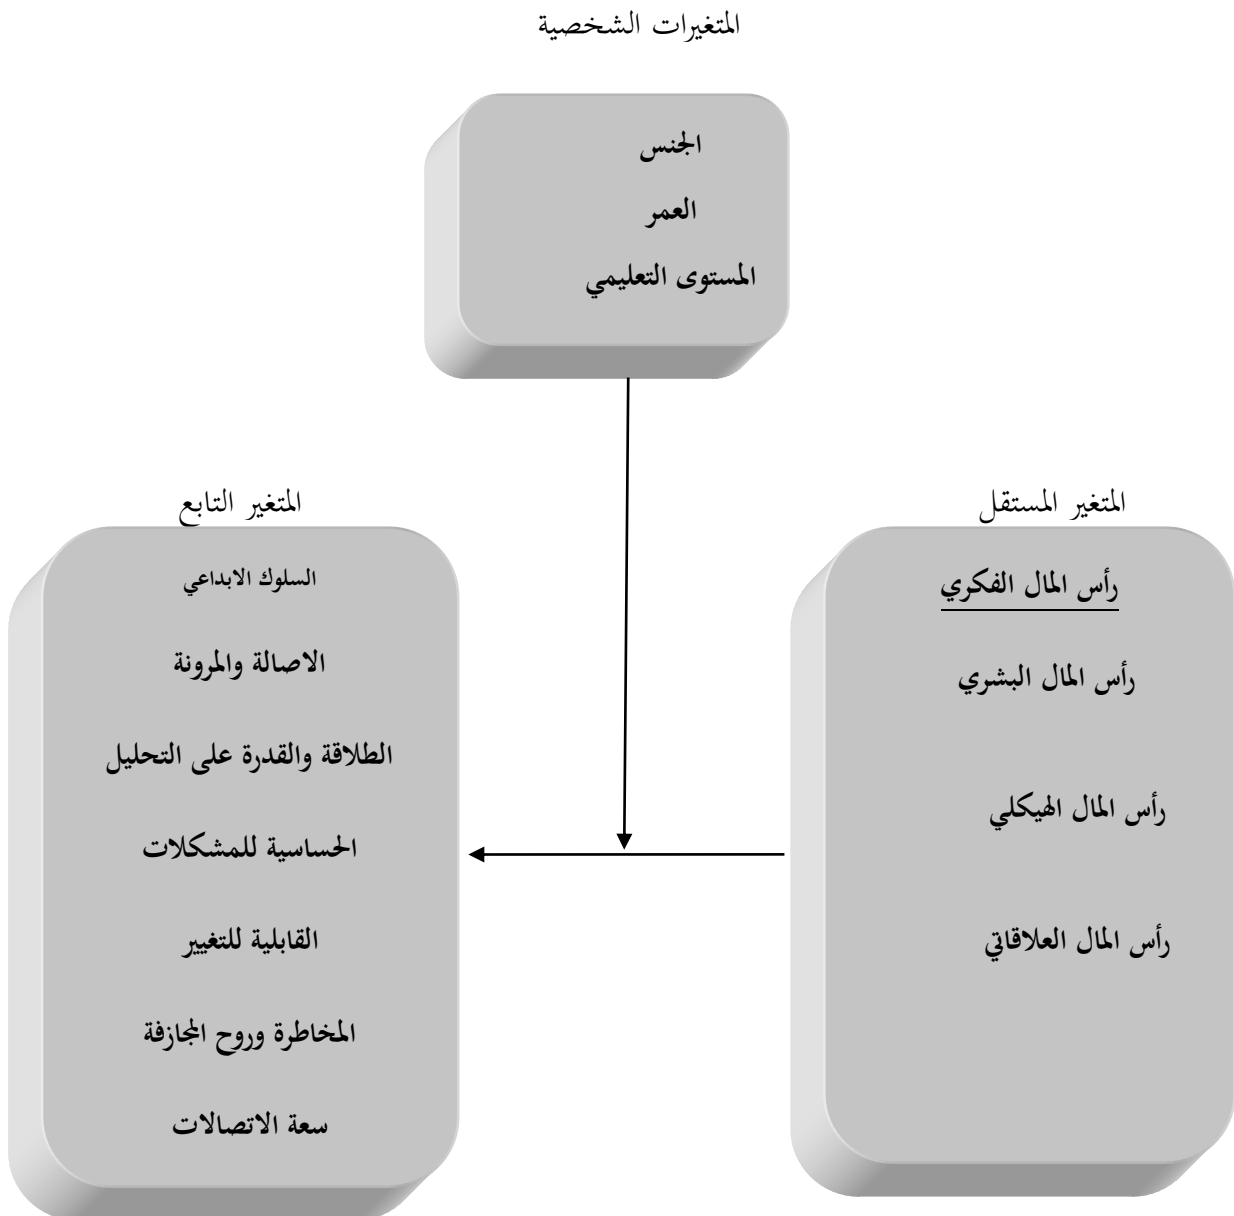 المتغيرات الشخصية
الجنس
العمر
المستوى التعليمي
المتغير المستقل
رأس المال الفكري
رأس المال البشري
رأس المال الهيكلي
رأس المال العلاقاتي
المتغير التابع
السلوك الابداعي
الاصالة والمرونة
الطلاقة والقدرة على التحليل
الحساسية للمشكلات
القابلية للتغيير
المخاطرة وروح المجازفة
سعة الاتصالات